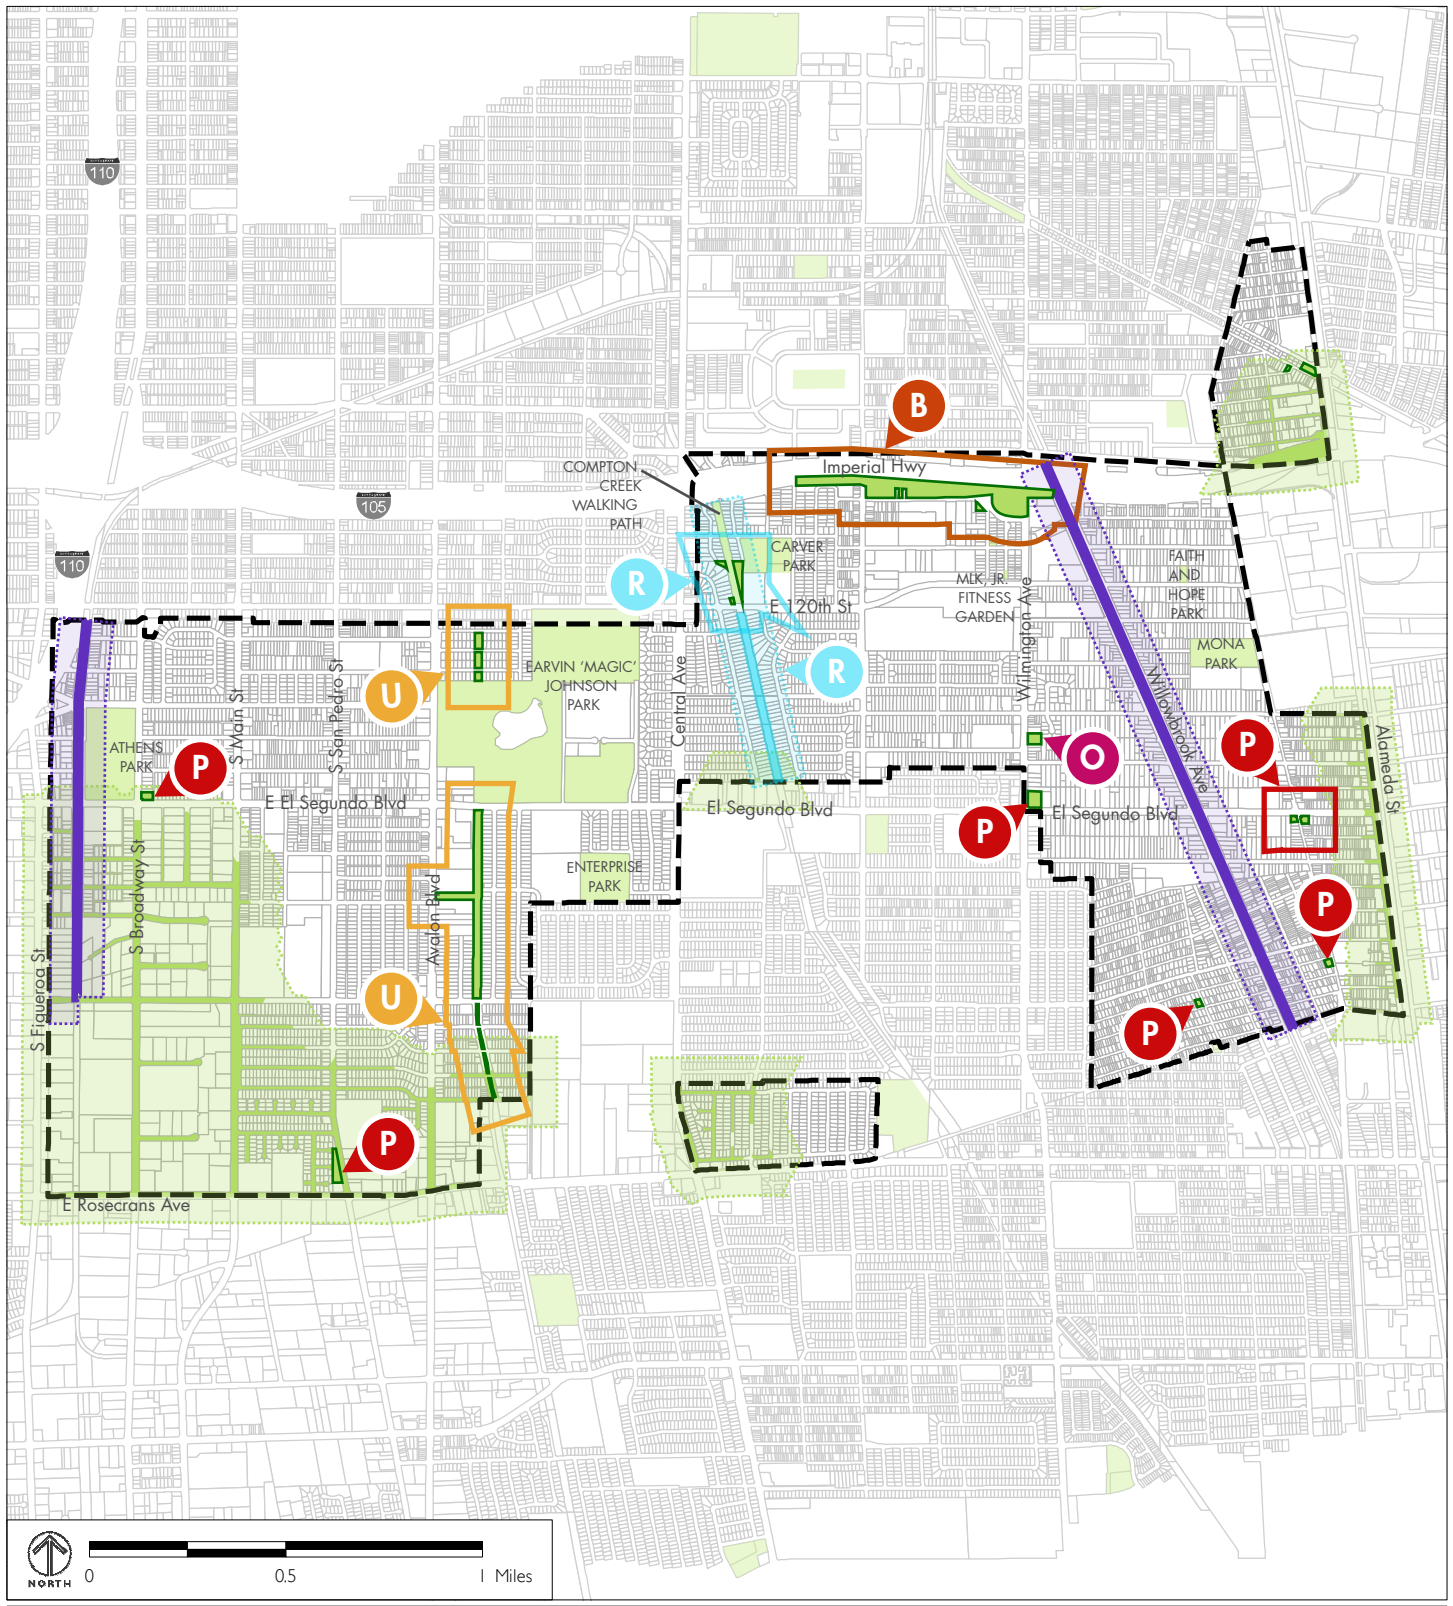 110
B
COMPTON
CREEK
WALKING
PATH
Imperial Hwy
105
110
CARVER
PARK
R
E 120th St
MLK, JR.
FITNESS
GARDEN
Wilmington Ave
FAITH
AND
HOPE
PARK
MONA
PARK
EARVIN ‘MAGIC’
JOHNSON
PARK
U
R
Central Ave
S San Pedro St
S Main St
ATHENS
PARK
P
O
Willowbrook Ave
P
Alameda St
E El Segundo Blvd
El Segundo Blvd
P
El Segundo Blvd
S Broadway St
ENTERPRISE
PARK
Avalon Blvd
P
S Figueroa St
U
P
P
E Rosecrans Ave
NORTH
0
0.5
1 Miles